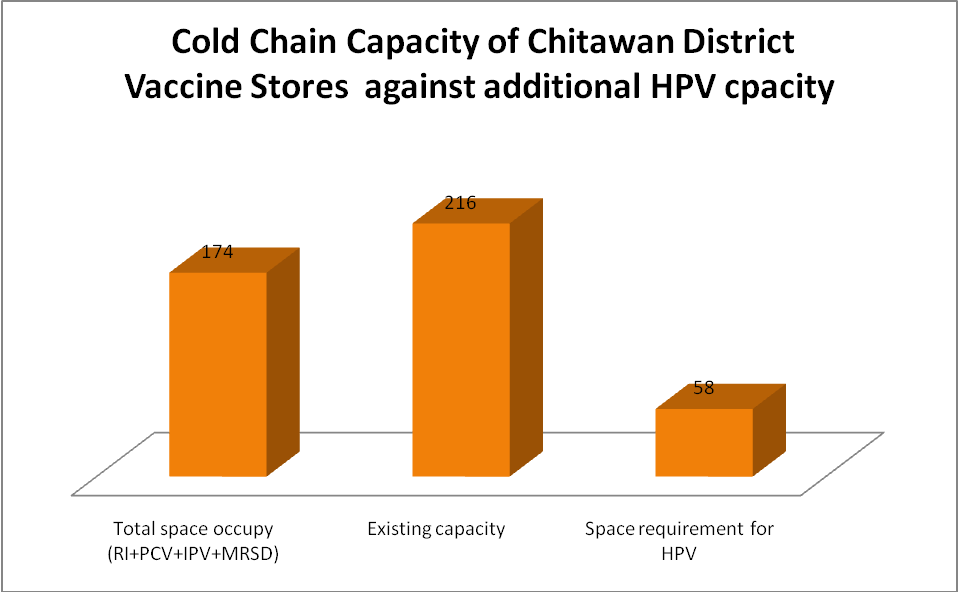 Cold Chain Capacity of Chitawan District
Vaccine Stores  against additional HPV cpacity
174
216
58
Total space occupy
(RI+PCV+IPV+MRSD)
Existing capacity
Space requirement for
HPV